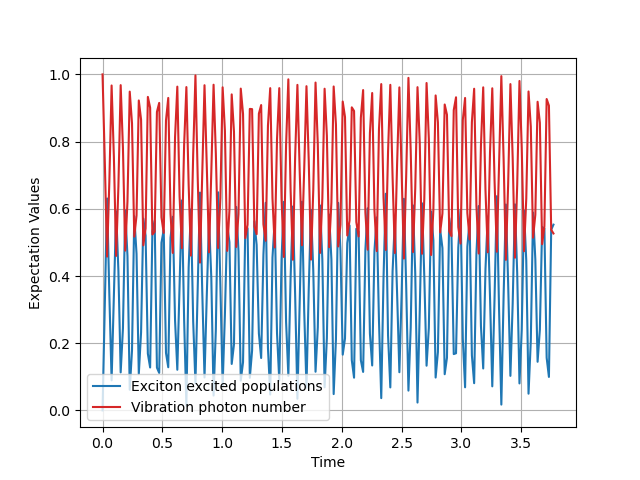 1.0
0.8
0.6
0.4
0.2
0.0
Expectation Values
Exciton excited populations
Vibration photon number
0.0 0.5 1.0 1.5 2.0 2.5 3.0 3.5
Time